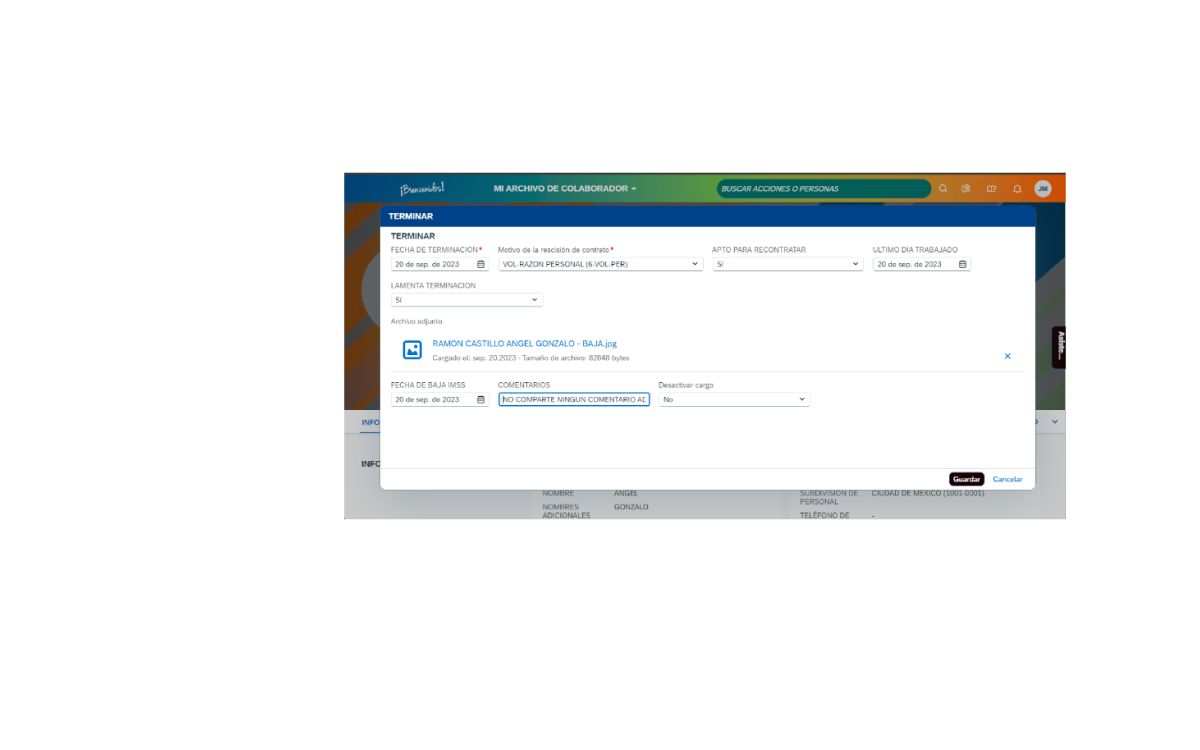 ¡Bienvenidos!
MI ARCHIVO DE COLABORADOR
BUSCAR ACCIONES O PERSONAS
JM
TERMINAR
TERMINAR
FECHA DE TERMINACION* Motivo de la rescisión de contrato* APTO PARA RECONTRATAR ULTIMO DIA TRABAJADO
20 de sep. de 2023 VOL-RAZON PERSONAL (6-VOL-PER) Sí 20 de sep. de 2023
LAMENTA TERMINACION
Sí
Archivo adjunto
RAMON CASTILLO ANGEL GONZALO - BAJA.jpg
Cargado el: sep. 20,2023 - Tamaño de archivo: 82848 bytes
Asiste...
FECHA DE BAJA IMSS COMENTARIOS Desactivar cargo
20 de sep. de 2023 NO COMPARTE NINGUN COMENTARIO AD No
INFO
INFO
Guardar Cancelar
NOMBRE ANGEL SUBDIVISIÓN DE PERSONAL CIUDAD DE MEXICO (1001-0001)
NOMBRES ADICIONALES GONZALO
TELÉFONO DE -